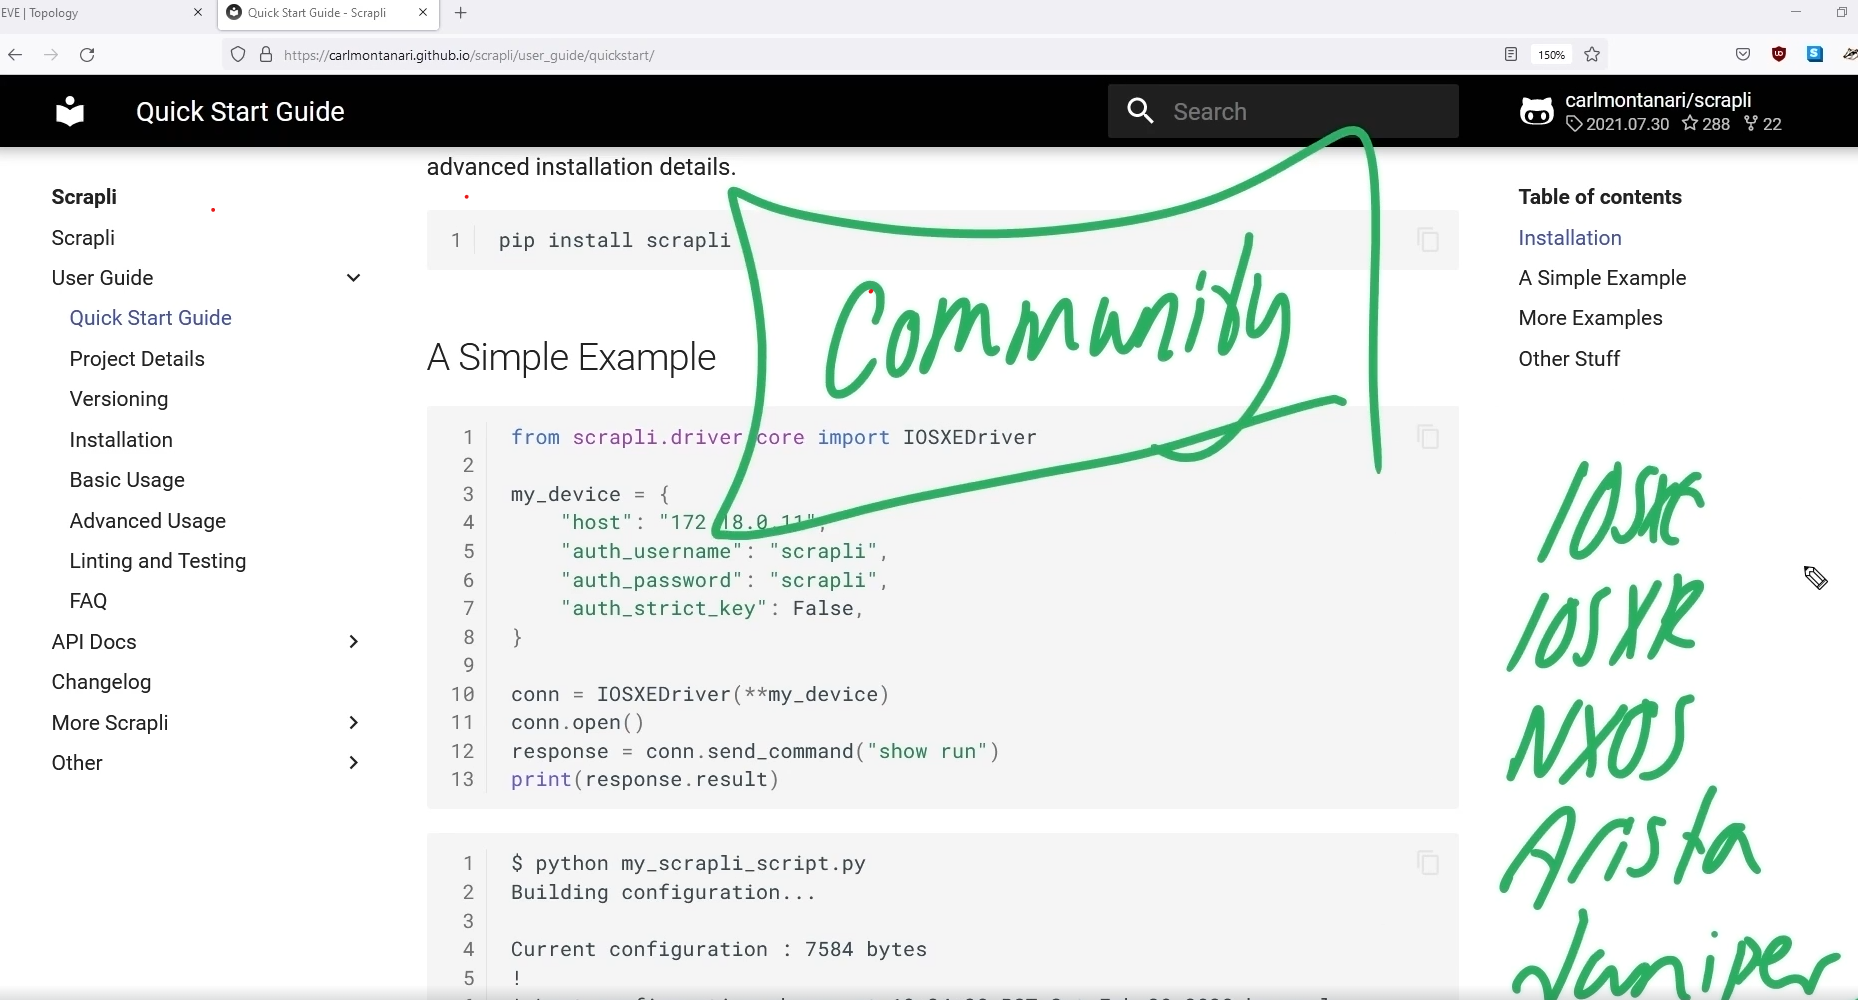 EVE | Topology
Quick Start Guide - Scrapli
https://carlmontanari.github.io/scrapli/user_guide/quickstart/
150%
Quick Start Guide
Search
carlmontanari/scrapli
2021.07.30 288 22
Scrapli
Scrapli
User Guide
Quick Start Guide
Project Details
Versioning
Installation
Basic Usage
Advanced Usage
Linting and Testing
FAQ
API Docs
Changelog
More Scrapli
Other
advanced installation details.
1 pip install scrapli
Community
A Simple Example
1 from scrapli.driver.core import IOSXEDriver
2
3 my_device = {
4 "host": "172.18.0.11",
5 "auth_username": "scrapli",
6 "auth_password": "scrapli",
7 "auth_strict_key": False,
8 }
9
10 conn = IOSXEDriver(**my_device)
11 conn.open()
12 response = conn.send_command("show run")
13 print(response.result)
1 $ python my_scrapli_script.py
2 Building configuration...
3
4 Current configuration : 7584 bytes
5 !
Table of contents
Installation
A Simple Example
More Examples
Other Stuff
IOSXE
IOSXR
NXOS
Arista
Juniper